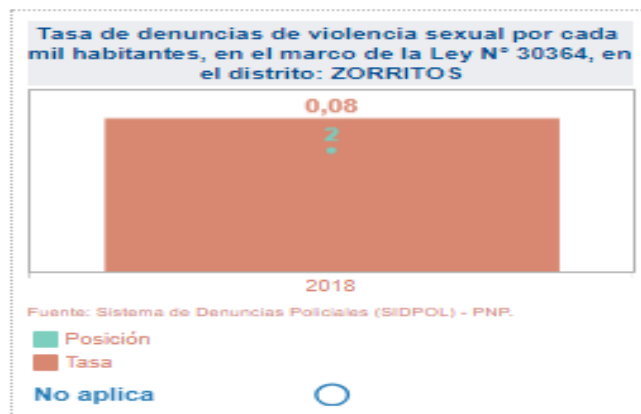 Tasa de denuncias de violencia sexual por cada
mil habitantes, en el marco de la Ley N° 30364, en
el distrito: ZORRITOS
0,08
2
2018
Fuente: Sistema de Denuncias Policiales (SIDPOL) - PNP.
Posición
Tasa
No aplica